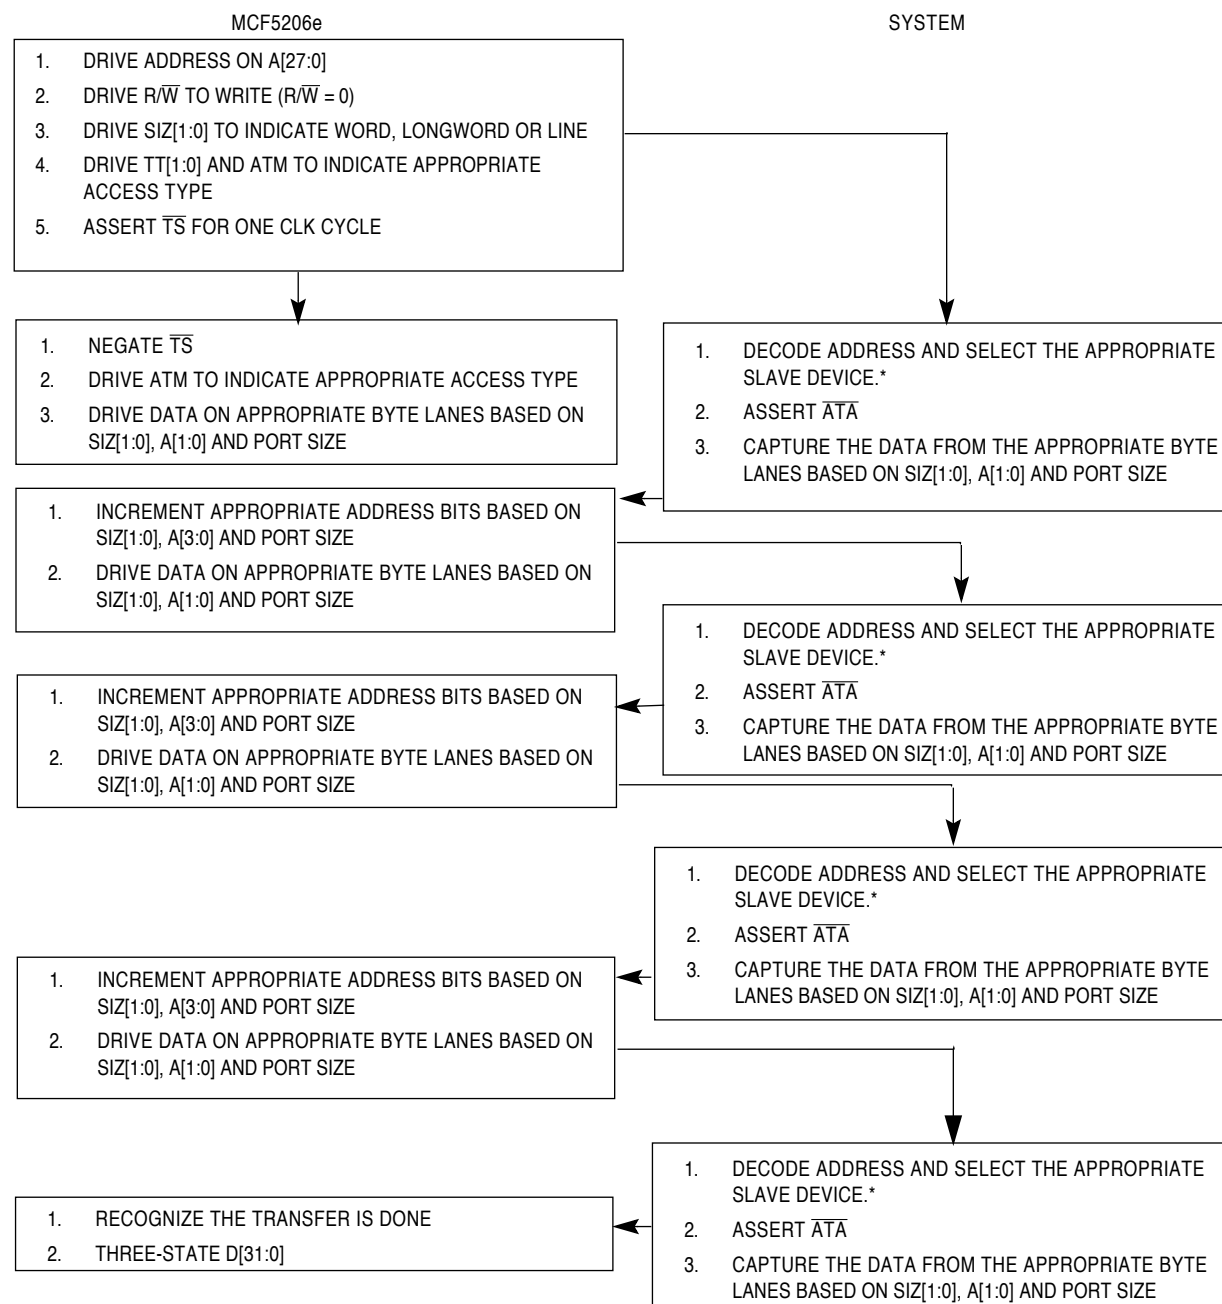 MCF5206e
SYSTEM
1. DRIVE ADDRESS ON A[27:0]
2. DRIVE R/W̅ TO WRITE (R/W̅ = 0)
3. DRIVE SIZ[1:0] TO INDICATE WORD, LONGWORD OR LINE
4. DRIVE TT[1:0] AND ATM TO INDICATE APPROPRIATE
ACCESS TYPE
5. ASSERT T̅S̅ FOR ONE CLK CYCLE
1. NEGATE T̅S̅
2. DRIVE ATM TO INDICATE APPROPRIATE ACCESS TYPE
3. DRIVE DATA ON APPROPRIATE BYTE LANES BASED ON
SIZ[1:0], A[1:0] AND PORT SIZE
1. DECODE ADDRESS AND SELECT THE APPROPRIATE
SLAVE DEVICE.*
2. ASSERT A̅T̅A̅
3. CAPTURE THE DATA FROM THE APPROPRIATE BYTE
LANES BASED ON SIZ[1:0], A[1:0] AND PORT SIZE
1. INCREMENT APPROPRIATE ADDRESS BITS BASED ON
SIZ[1:0], A[3:0] AND PORT SIZE
2. DRIVE DATA ON APPROPRIATE BYTE LANES BASED ON
SIZ[1:0], A[1:0] AND PORT SIZE
1. DECODE ADDRESS AND SELECT THE APPROPRIATE
SLAVE DEVICE.*
2. ASSERT A̅T̅A̅
3. CAPTURE THE DATA FROM THE APPROPRIATE BYTE
LANES BASED ON SIZ[1:0], A[1:0] AND PORT SIZE
1. INCREMENT APPROPRIATE ADDRESS BITS BASED ON
SIZ[1:0], A[3:0] AND PORT SIZE
2. DRIVE DATA ON APPROPRIATE BYTE LANES BASED ON
SIZ[1:0], A[1:0] AND PORT SIZE
1. DECODE ADDRESS AND SELECT THE APPROPRIATE
SLAVE DEVICE.*
2. ASSERT A̅T̅A̅
3. CAPTURE THE DATA FROM THE APPROPRIATE BYTE
LANES BASED ON SIZ[1:0], A[1:0] AND PORT SIZE
1. INCREMENT APPROPRIATE ADDRESS BITS BASED ON
SIZ[1:0], A[3:0] AND PORT SIZE
2. DRIVE DATA ON APPROPRIATE BYTE LANES BASED ON
SIZ[1:0], A[1:0] AND PORT SIZE
1. DECODE ADDRESS AND SELECT THE APPROPRIATE
SLAVE DEVICE.*
2. ASSERT A̅T̅A̅
3. CAPTURE THE DATA FROM THE APPROPRIATE BYTE
LANES BASED ON SIZ[1:0], A[1:0] AND PORT SIZE
1. RECOGNIZE THE TRANSFER IS DONE
2. THREE-STATE D[31:0]